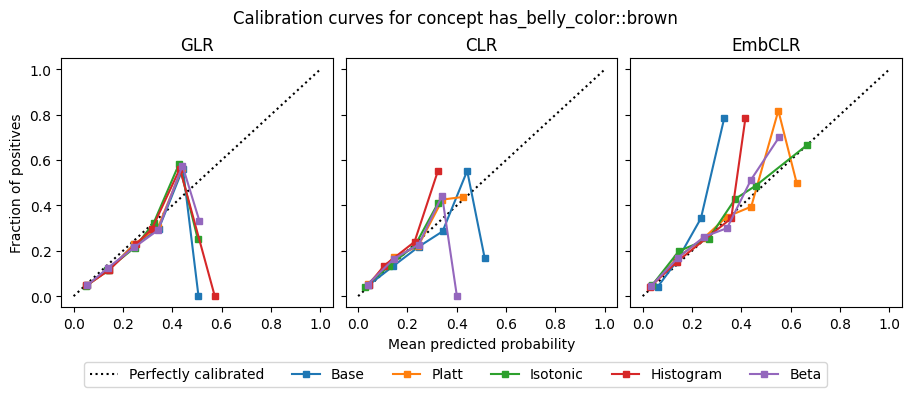 Calibration curves for concept has_belly_color::brown
GLR
CLR
EmbCLR
Fraction of positives
1.0
0.8
0.6
0.4
0.2
0.0
0.0 0.2 0.4 0.6 0.8 1.0
0.0 0.2 0.4 0.6 0.8 1.0
0.0 0.2 0.4 0.6 0.8 1.0
Mean predicted probability
Perfectly calibrated Base Platt Isotonic Histogram Beta